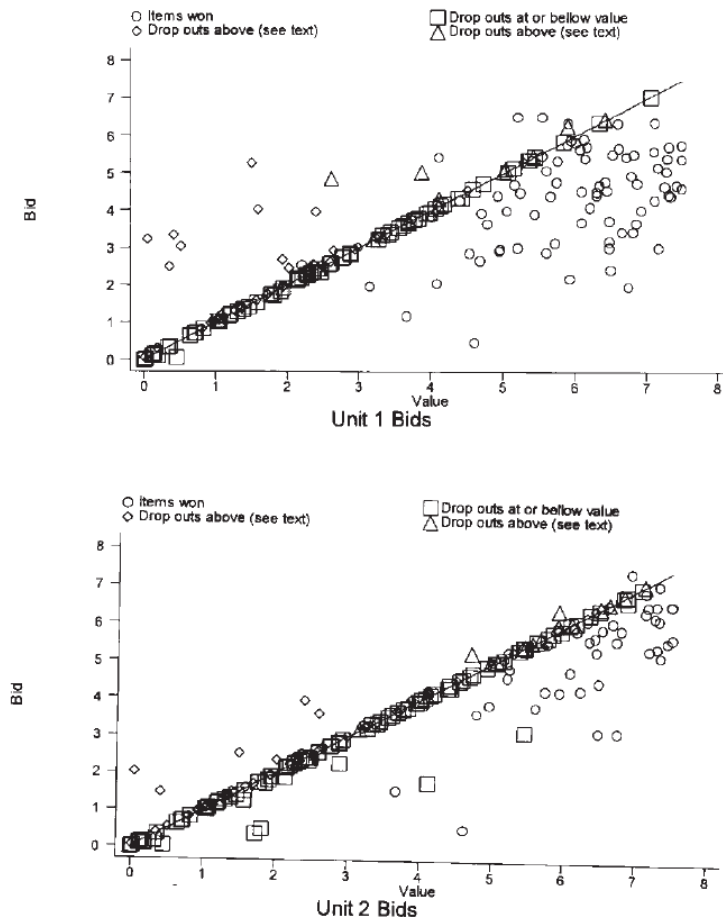 Items won
Drop outs above (see text)
Drop outs at or bellow value
Drop outs above (see text)
8
7
6
5
4
3
2
1
0
Bid
0 1 2 3 4 5 6 7 8
Value
Unit 1 Bids
Items won
Drop outs above (see text)
Drop outs at or bellow value
Drop outs above (see text)
8
7
6
5
4
3
2
1
0
Bid
0 1 2 3 4 5 6 7 8
Value
Unit 2 Bids